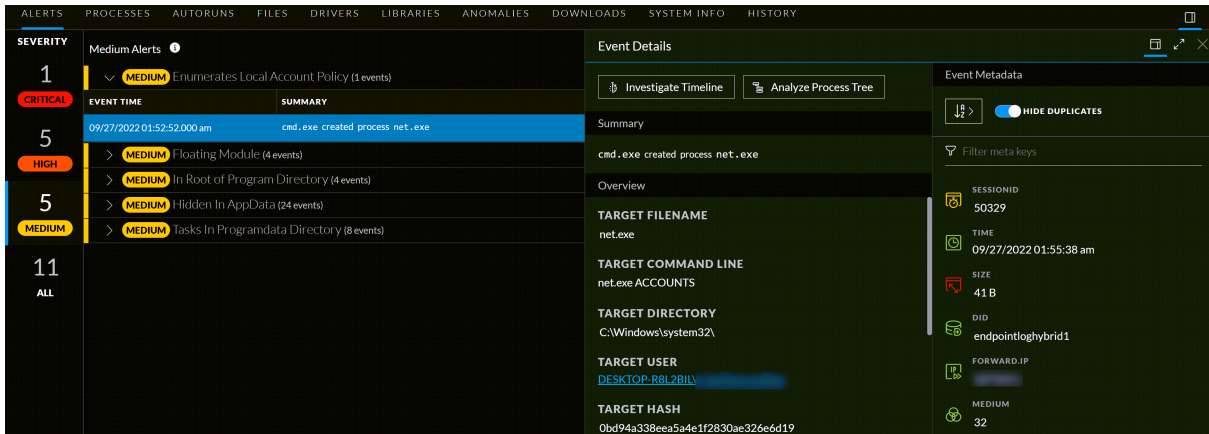 ALERTS PROCESSES AUTORUNS FILES DRIVERS LIBRARIES ANOMALIES DOWNLOADS SYSTEM INFO HISTORY
SEVERITY
1
CRITICAL
5
HIGH
5
MEDIUM
11
ALL
Medium Alerts
MEDIUM Enumerates Local Account Policy (1 events)
EVENT TIME SUMMARY
09/27/2022 01:52:52.000 am cmd.exe created process net.exe
MEDIUM Floating Module (4 events)
MEDIUM In Root of Program Directory (4 events)
MEDIUM Hidden In AppData (24 events)
MEDIUM Tasks In Programdata Directory (8 events)
Event Details
Investigate Timeline Analyze Process Tree
Summary
cmd.exe created process net.exe
Overview
TARGET FILENAME
net.exe
TARGET COMMAND LINE
net.exe ACCOUNTS
TARGET DIRECTORY
C:\Windows\system32\
TARGET USER
DESKTOP-R8L2BIL\
TARGET HASH
0bd94a338eea5a4e1f2830ae326e6d19
Event Metadata
HIDE DUPLICATES
Filter meta keys
SESSIONID
50329
TIME
09/27/2022 01:55:38 am
SIZE
41 B
DID
endpointloghybrid1
FORWARD.IP
MEDIUM
32